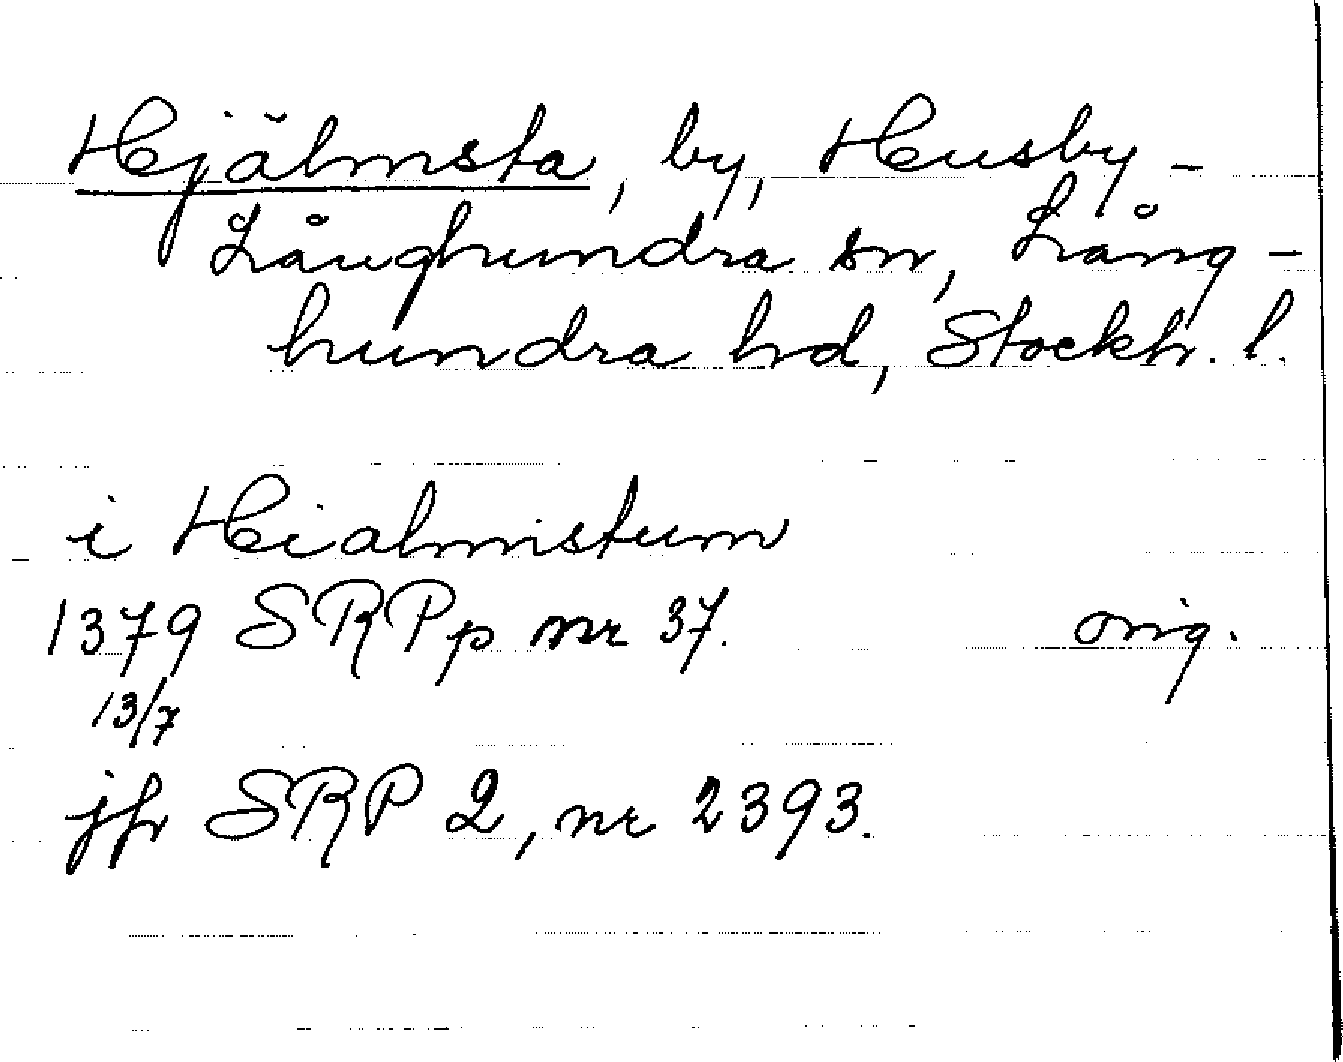 Hjälmsta, by, Husby-
Långhundra sn, Lång-
hundra hd, Stockh. l.
i Hialmistum
1379 SRPp nr 37. orig.
13/7
jfr SRP 2, nr 2393.